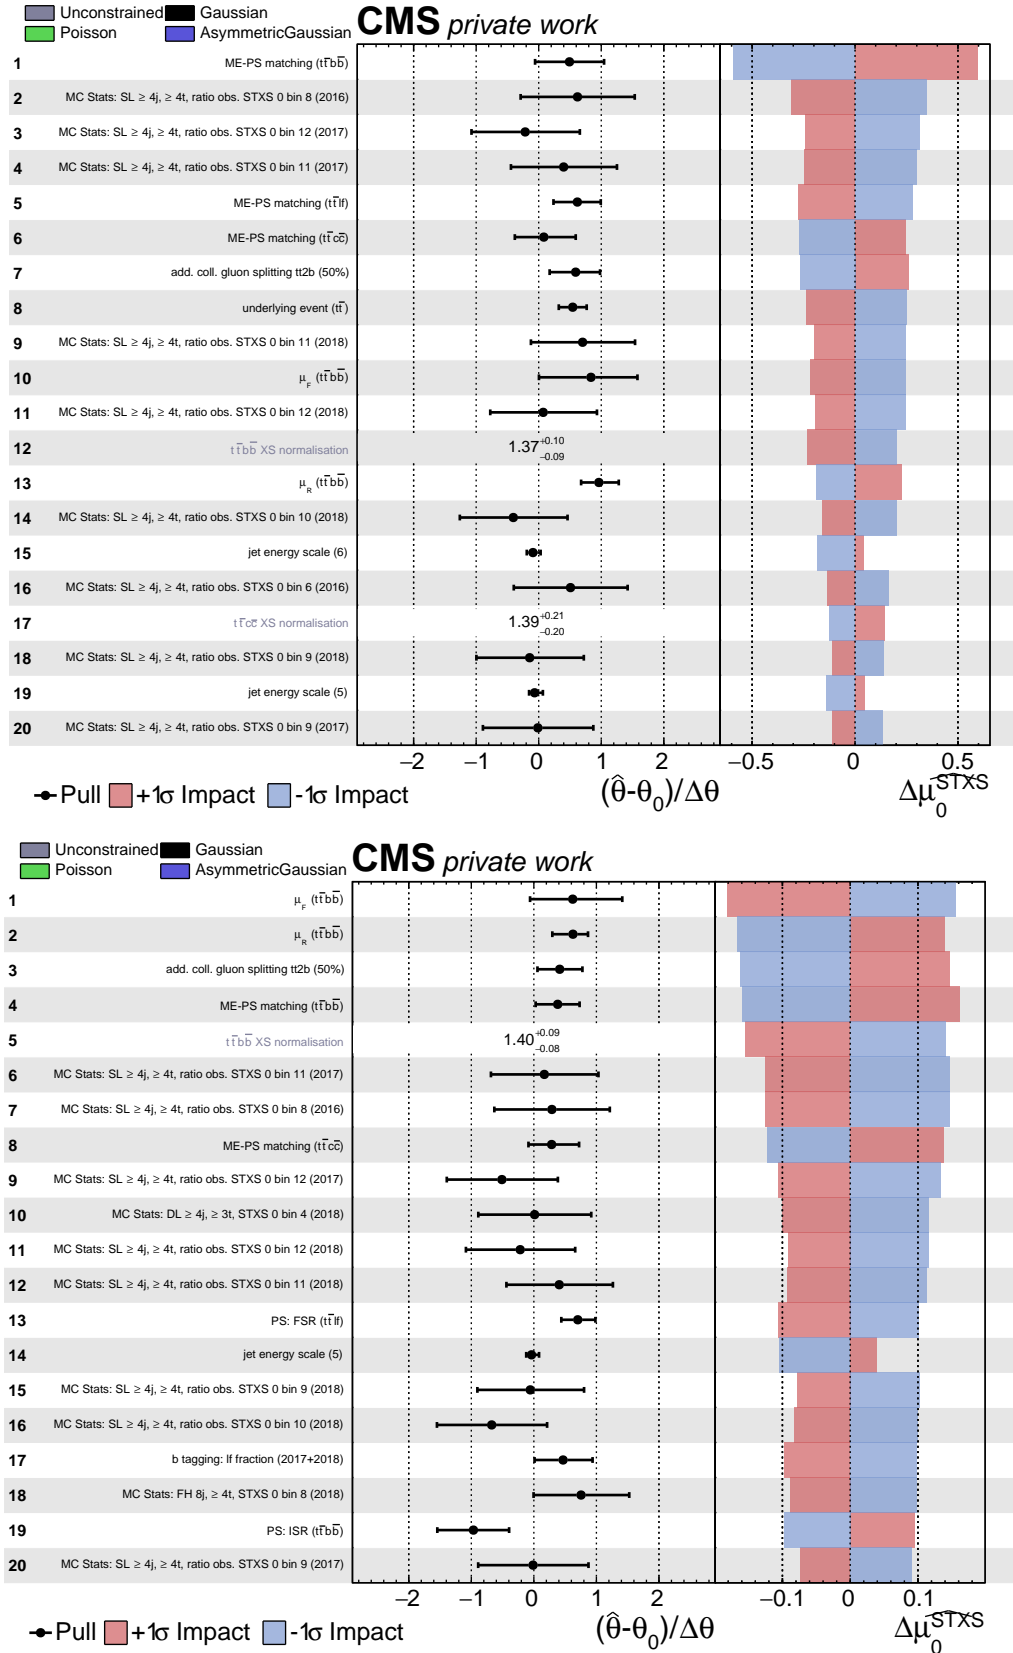 Unconstrained Gaussian
Poisson AsymmetricGaussian
CMS private work
1 ME-PS matching (tt̅bb̅)
2 MC Stats: SL ≥ 4j, ≥ 4t, ratio obs. STXS 0 bin 8 (2016)
3 MC Stats: SL ≥ 4j, ≥ 4t, ratio obs. STXS 0 bin 12 (2017)
4 MC Stats: SL ≥ 4j, ≥ 4t, ratio obs. STXS 0 bin 11 (2017)
5 ME-PS matching (tt̅lf)
6 ME-PS matching (tt̅cc̅)
7 add. coll. gluon splitting tt2b (50%)
8 underlying event (tt̅)
9 MC Stats: SL ≥ 4j, ≥ 4t, ratio obs. STXS 0 bin 11 (2018)
10 μF (tt̅bb̅)
11 MC Stats: SL ≥ 4j, ≥ 4t, ratio obs. STXS 0 bin 12 (2018)
12 tt̅bb̅ XS normalisation 1.37 +0.10 −0.09
13 μR (tt̅bb̅)
14 MC Stats: SL ≥ 4j, ≥ 4t, ratio obs. STXS 0 bin 10 (2018)
15 jet energy scale (6)
16 MC Stats: SL ≥ 4j, ≥ 4t, ratio obs. STXS 0 bin 6 (2016)
17 tt̅cc̅ XS normalisation 1.39 +0.21 −0.20
18 MC Stats: SL ≥ 4j, ≥ 4t, ratio obs. STXS 0 bin 9 (2018)
19 jet energy scale (5)
20 MC Stats: SL ≥ 4j, ≥ 4t, ratio obs. STXS 0 bin 9 (2017)
−2 −1 0 1 2 −0.5 0 0.5
Pull +1σ Impact -1σ Impact (θ̂-θ0)/Δθ Δμ̂0^STXS
Unconstrained Gaussian
Poisson AsymmetricGaussian
CMS private work
1 μF (tt̅bb̅)
2 μR (tt̅bb̅)
3 add. coll. gluon splitting tt2b (50%)
4 ME-PS matching (tt̅bb̅)
5 tt̅bb̅ XS normalisation 1.40 +0.09 −0.08
6 MC Stats: SL ≥ 4j, ≥ 4t, ratio obs. STXS 0 bin 11 (2017)
7 MC Stats: SL ≥ 4j, ≥ 4t, ratio obs. STXS 0 bin 8 (2016)
8 ME-PS matching (tt̅cc̅)
9 MC Stats: SL ≥ 4j, ≥ 4t, ratio obs. STXS 0 bin 12 (2017)
10 MC Stats: DL ≥ 4j, ≥ 3t, STXS 0 bin 4 (2018)
11 MC Stats: SL ≥ 4j, ≥ 4t, ratio obs. STXS 0 bin 12 (2018)
12 MC Stats: SL ≥ 4j, ≥ 4t, ratio obs. STXS 0 bin 11 (2018)
13 PS: FSR (tt̅lf)
14 jet energy scale (5)
15 MC Stats: SL ≥ 4j, ≥ 4t, ratio obs. STXS 0 bin 9 (2018)
16 MC Stats: SL ≥ 4j, ≥ 4t, ratio obs. STXS 0 bin 10 (2018)
17 b tagging: lf fraction (2017+2018)
18 MC Stats: FH 8j, ≥ 4t, STXS 0 bin 8 (2018)
19 PS: ISR (tt̅bb̅)
20 MC Stats: SL ≥ 4j, ≥ 4t, ratio obs. STXS 0 bin 9 (2017)
−2 −1 0 1 2 −0.1 0 0.1
Pull +1σ Impact -1σ Impact (θ̂-θ0)/Δθ Δμ̂0^STXS